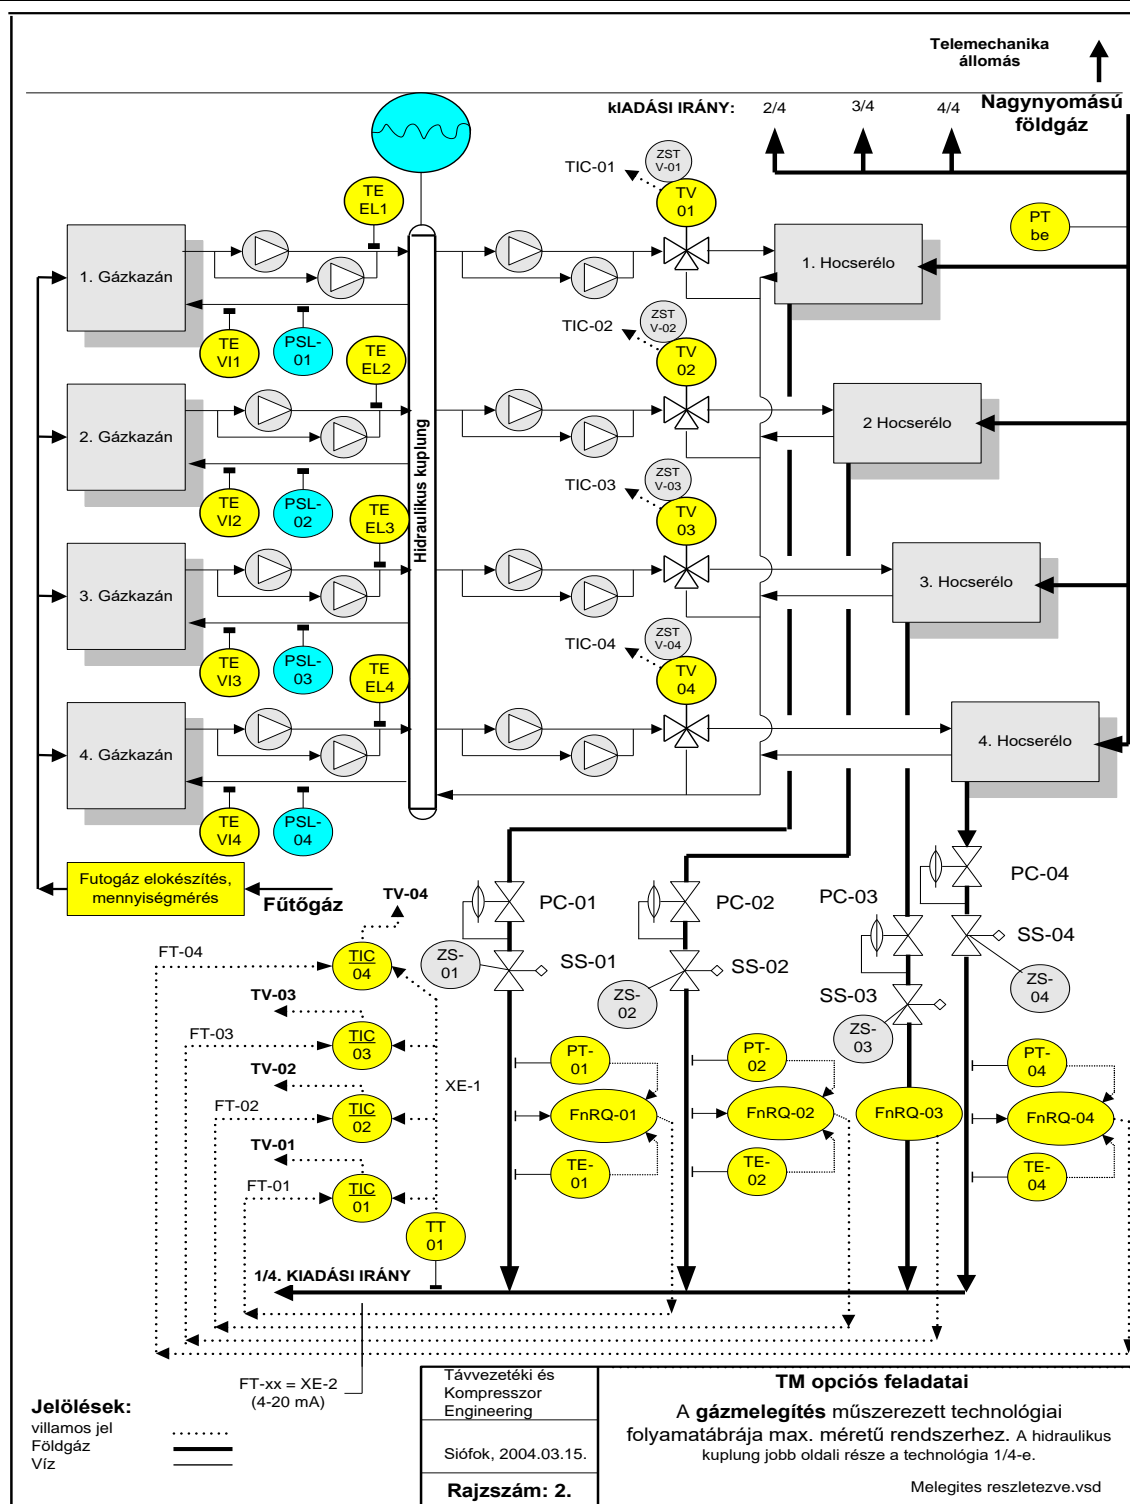 Telemechanika
állomás
kIADÁSI IRÁNY:
2/4
3/4
4/4
Nagynyomású
földgáz
ZST
V-01
TIC-01
TE
EL1
TV
01
PT
be
1. Gázkazán
1. Hocserélo
TE
VI1
PSL-
01
TE
EL2
TIC-02
ZST
V-02
TV
02
2. Gázkazán
2 Hocserélo
Hidraulikus kuplung
TE
VI2
PSL-
02
TE
EL3
TIC-03
ZST
V-03
TV
03
3. Gázkazán
3. Hocserélo
TE
VI3
PSL-
03
TE
EL4
TIC-04
ZST
V-04
TV
04
4. Gázkazán
4. Hocserélo
TE
VI4
PSL-
04
Futogáz elokészítés,
mennyiségmérés
Fűtőgáz
TV-04
PC-01
PC-02
PC-03
PC-04
FT-04
TIC
04
ZS-
01
SS-01
ZS-
02
SS-02
SS-03
ZS-
03
SS-04
ZS-
04
TV-03
FT-03
TIC
03
TV-02
XE-1
FT-02
TIC
02
TV-01
FT-01
TIC
01
TT
01
PT-
01
FnRQ-01
TE-
01
PT-
02
FnRQ-02
TE-
02
FnRQ-03
PT-
04
FnRQ-04
TE-
04
1/4. KIADÁSI IRÁNY
FT-xx = XE-2
(4-20 mA)
Jelölések:
villamos jel
Földgáz
Víz
Távvezetéki és
Kompresszor
Engineering
Siófok, 2004.03.15.
Rajzszám: 2.
TM opciós feladatai
A gázmelegítés műszerezett technológiai
folyamatábrája max. méretű rendszerhez. A hidraulikus
kuplung jobb oldali része a technológia 1/4-e.
Melegites reszletezve.vsd